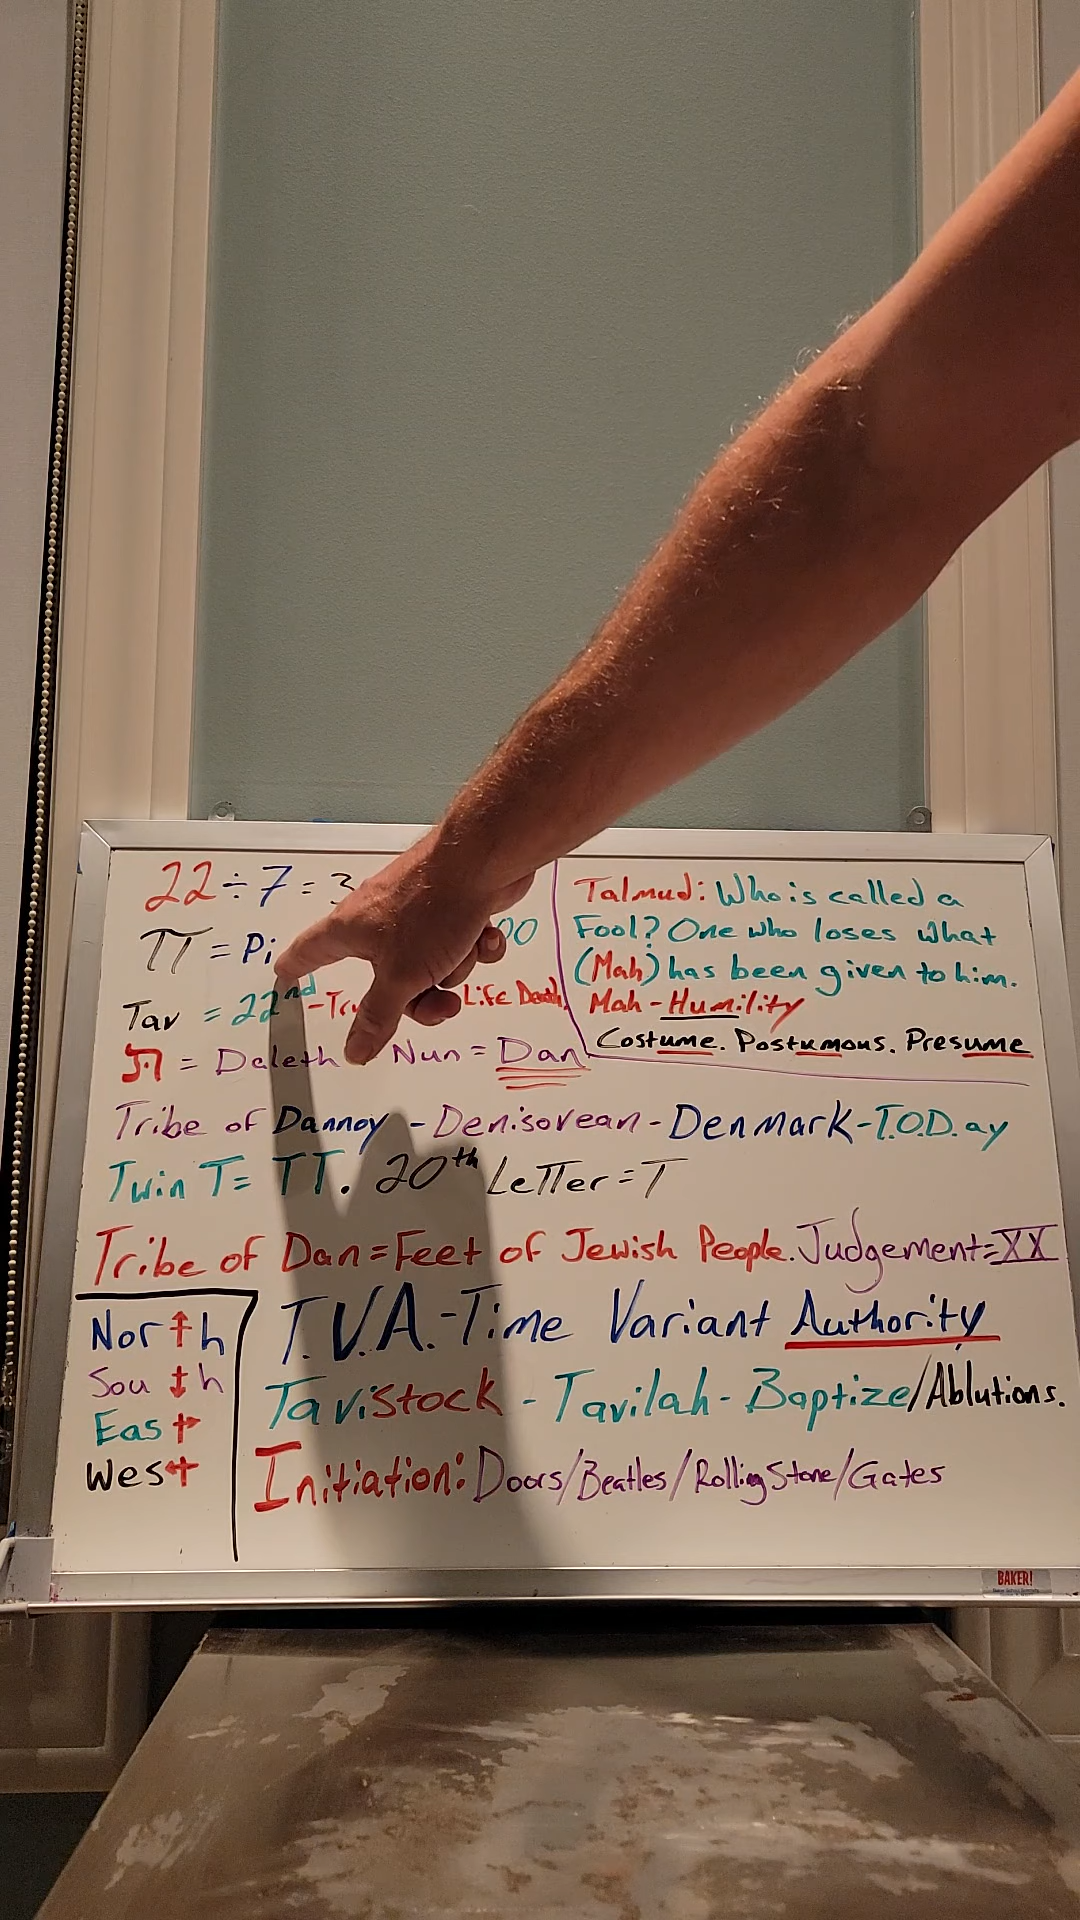 22÷7=3
TT = Pi
00
Tav = 22nd-Tru
Life Death
ת = Daleth Nun = Dan
Talmud: Who is called a
Fool? One who loses what
(Mah) has been given to him.
Mah-Humility
Costume. Postumous. Presume
Tribe of Dannoy - Denisovean - Denmark-T.O.D.ay
Twin T= TT. 20th LeTTer = T
Tribe of Dan=Feet of Jewish People. Judgement=XX
North
South
East
West
T.V.A.-Time Variant Authority
Tavistock - Tavilah - Baptize/Ablutions.
Initiation: Doors/Beatles/Rolling Stone/Gates
BAKER!